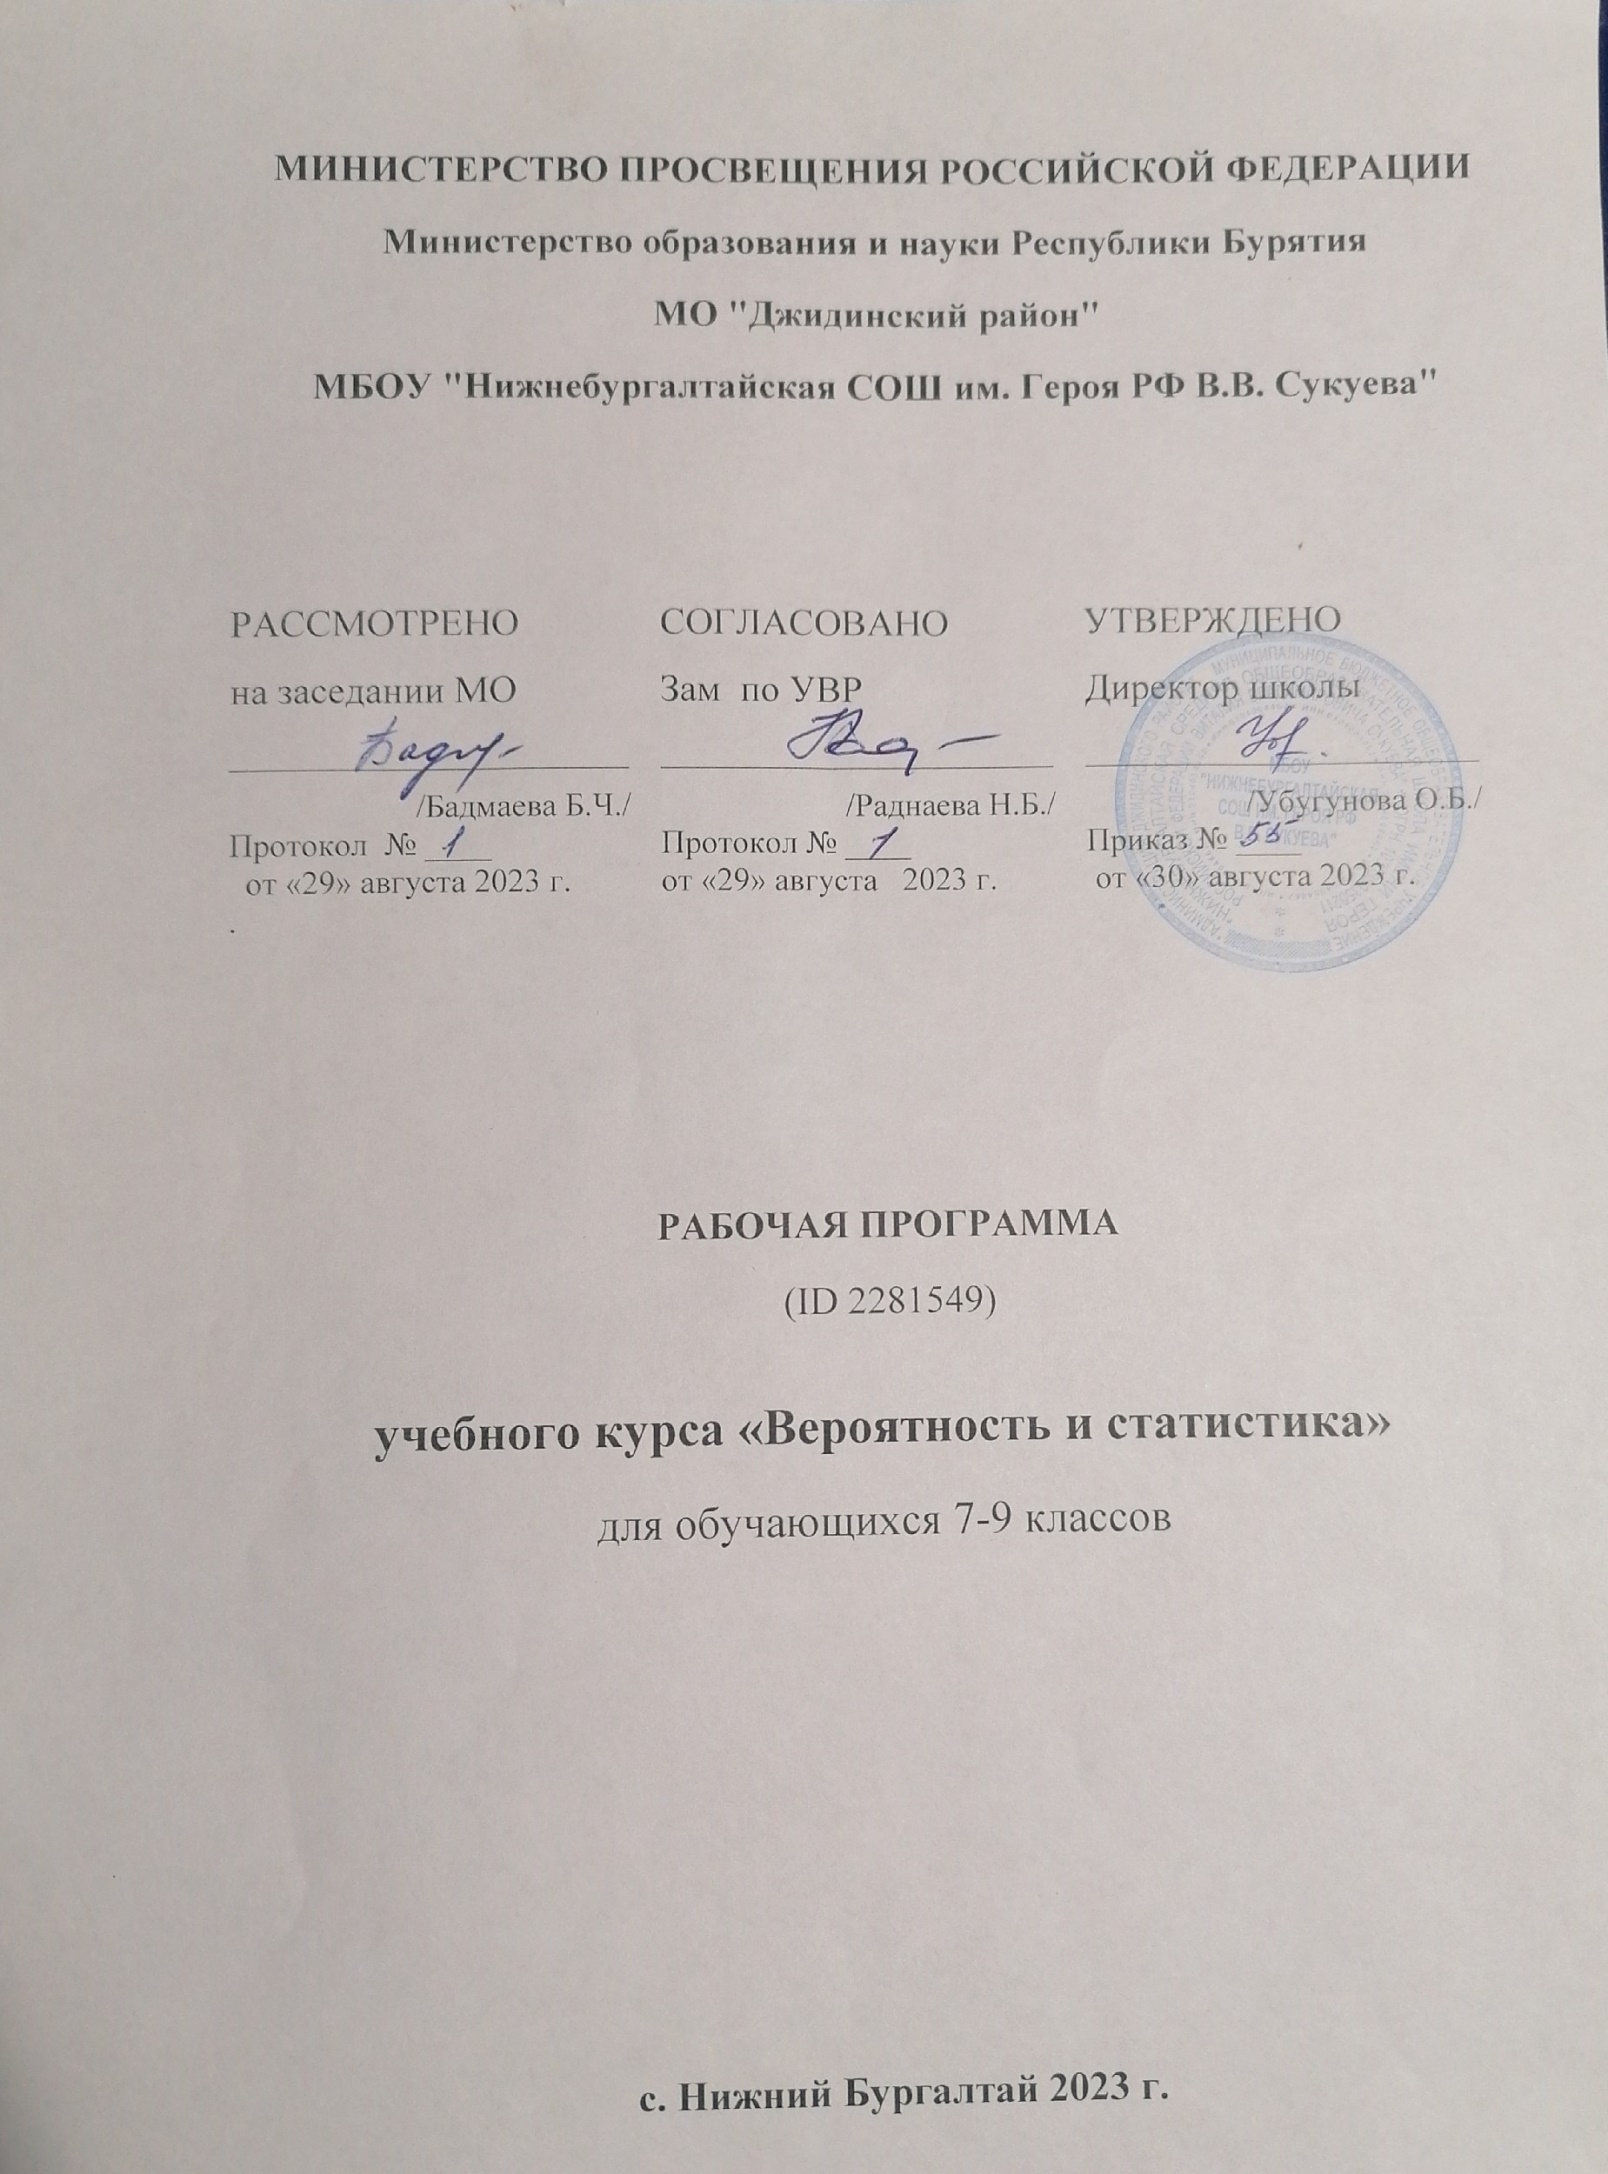 МИНИСТЕРСТВО ПРОСВЕЩЕНИЯ РОССИЙСКОЙ ФЕДЕРАЦИИ
Министерство образования и науки Республики Бурятия
МО "Джидинский район"
МБОУ "Нижнебургалтайская СОШ им. Героя РФ В.В. Сукуева"
РАССМОТРЕНО
на заседании МО
/Бадмаева Б.Ч./
Протокол № 1
от «29» августа 2023 г.
СОГЛАСОВАНО
Зам по УВР
/Раднаева Н.Б./
Протокол № 1
от «29» августа 2023 г.
УТВЕРЖДЕНО
Директор школы
/Убугунова О.Б./
Приказ № 55
от «30» августа 2023 г.
МБОУ
"НИЖНЕБУРГАЛТАЙСКАЯ
РАБОЧАЯ ПРОГРАММА
(ID 2281549)
учебного курса «Вероятность и статистика»
для обучающихся 7-9 классов
с. Нижний Бургалтай 2023 г.